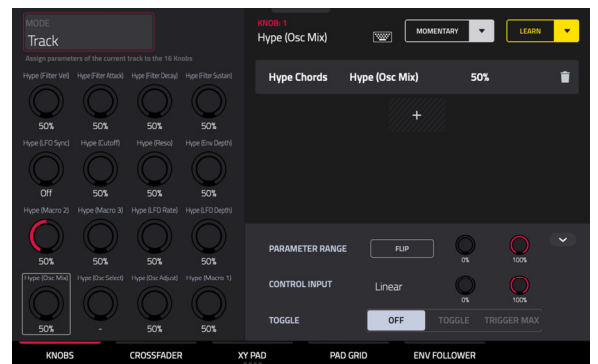 MODE
Track
Assign parameters of the current track to the 16 Knobs
Hype (Filter Vel) Hype (Filter Attack) Hype (Filter Decay) Hype (Filter Sustain)
50% 50% 50% 50%
Hype (LFO Sync) Hype (Cutoff) Hype (Reso) Hype (Env Depth)
Off 50% 50% 50%
Hype (Macro 2) Hype (Macro 3) Hype (LFO Rate) Hype (LFO Depth)
50% 50% 50% 50%
Hype (Osc Mix) Hype (Osc Select) Hype (Osc Adjust) Hype (Macro 1)
50% - 50% 50%
KNOB: 1
Hype (Osc Mix) MOMENTARY LEARN
Hype Chords Hype (Osc Mix) 50%
+
PARAMETER RANGE FLIP 0% 100%
CONTROL INPUT Linear 0% 100%
TOGGLE OFF TOGGLE TRIGGER MAX
KNOBS CROSSFADER XY PAD PAD GRID ENV FOLLOWER